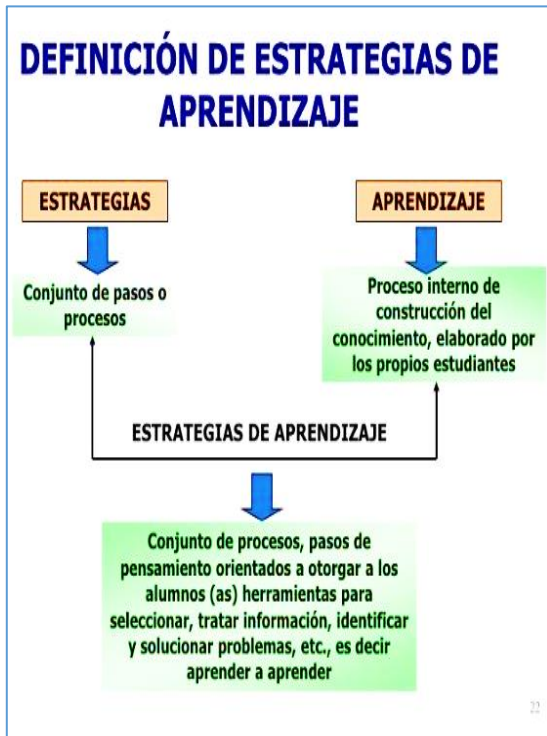 DEFINICIÓN DE ESTRATEGIAS DE
APRENDIZAJE
ESTRATEGIAS
APRENDIZAJE
Conjunto de pasos o
procesos
Proceso interno de
construcción del
conocimiento, elaborado por
los propios estudiantes
ESTRATEGIAS DE APRENDIZAJE
Conjunto de procesos, pasos de
pensamiento orientados a otorgar a los
alumnos (as) herramientas para
seleccionar, tratar información, identificar
y solucionar problemas, etc., es decir
aprender a aprender
22